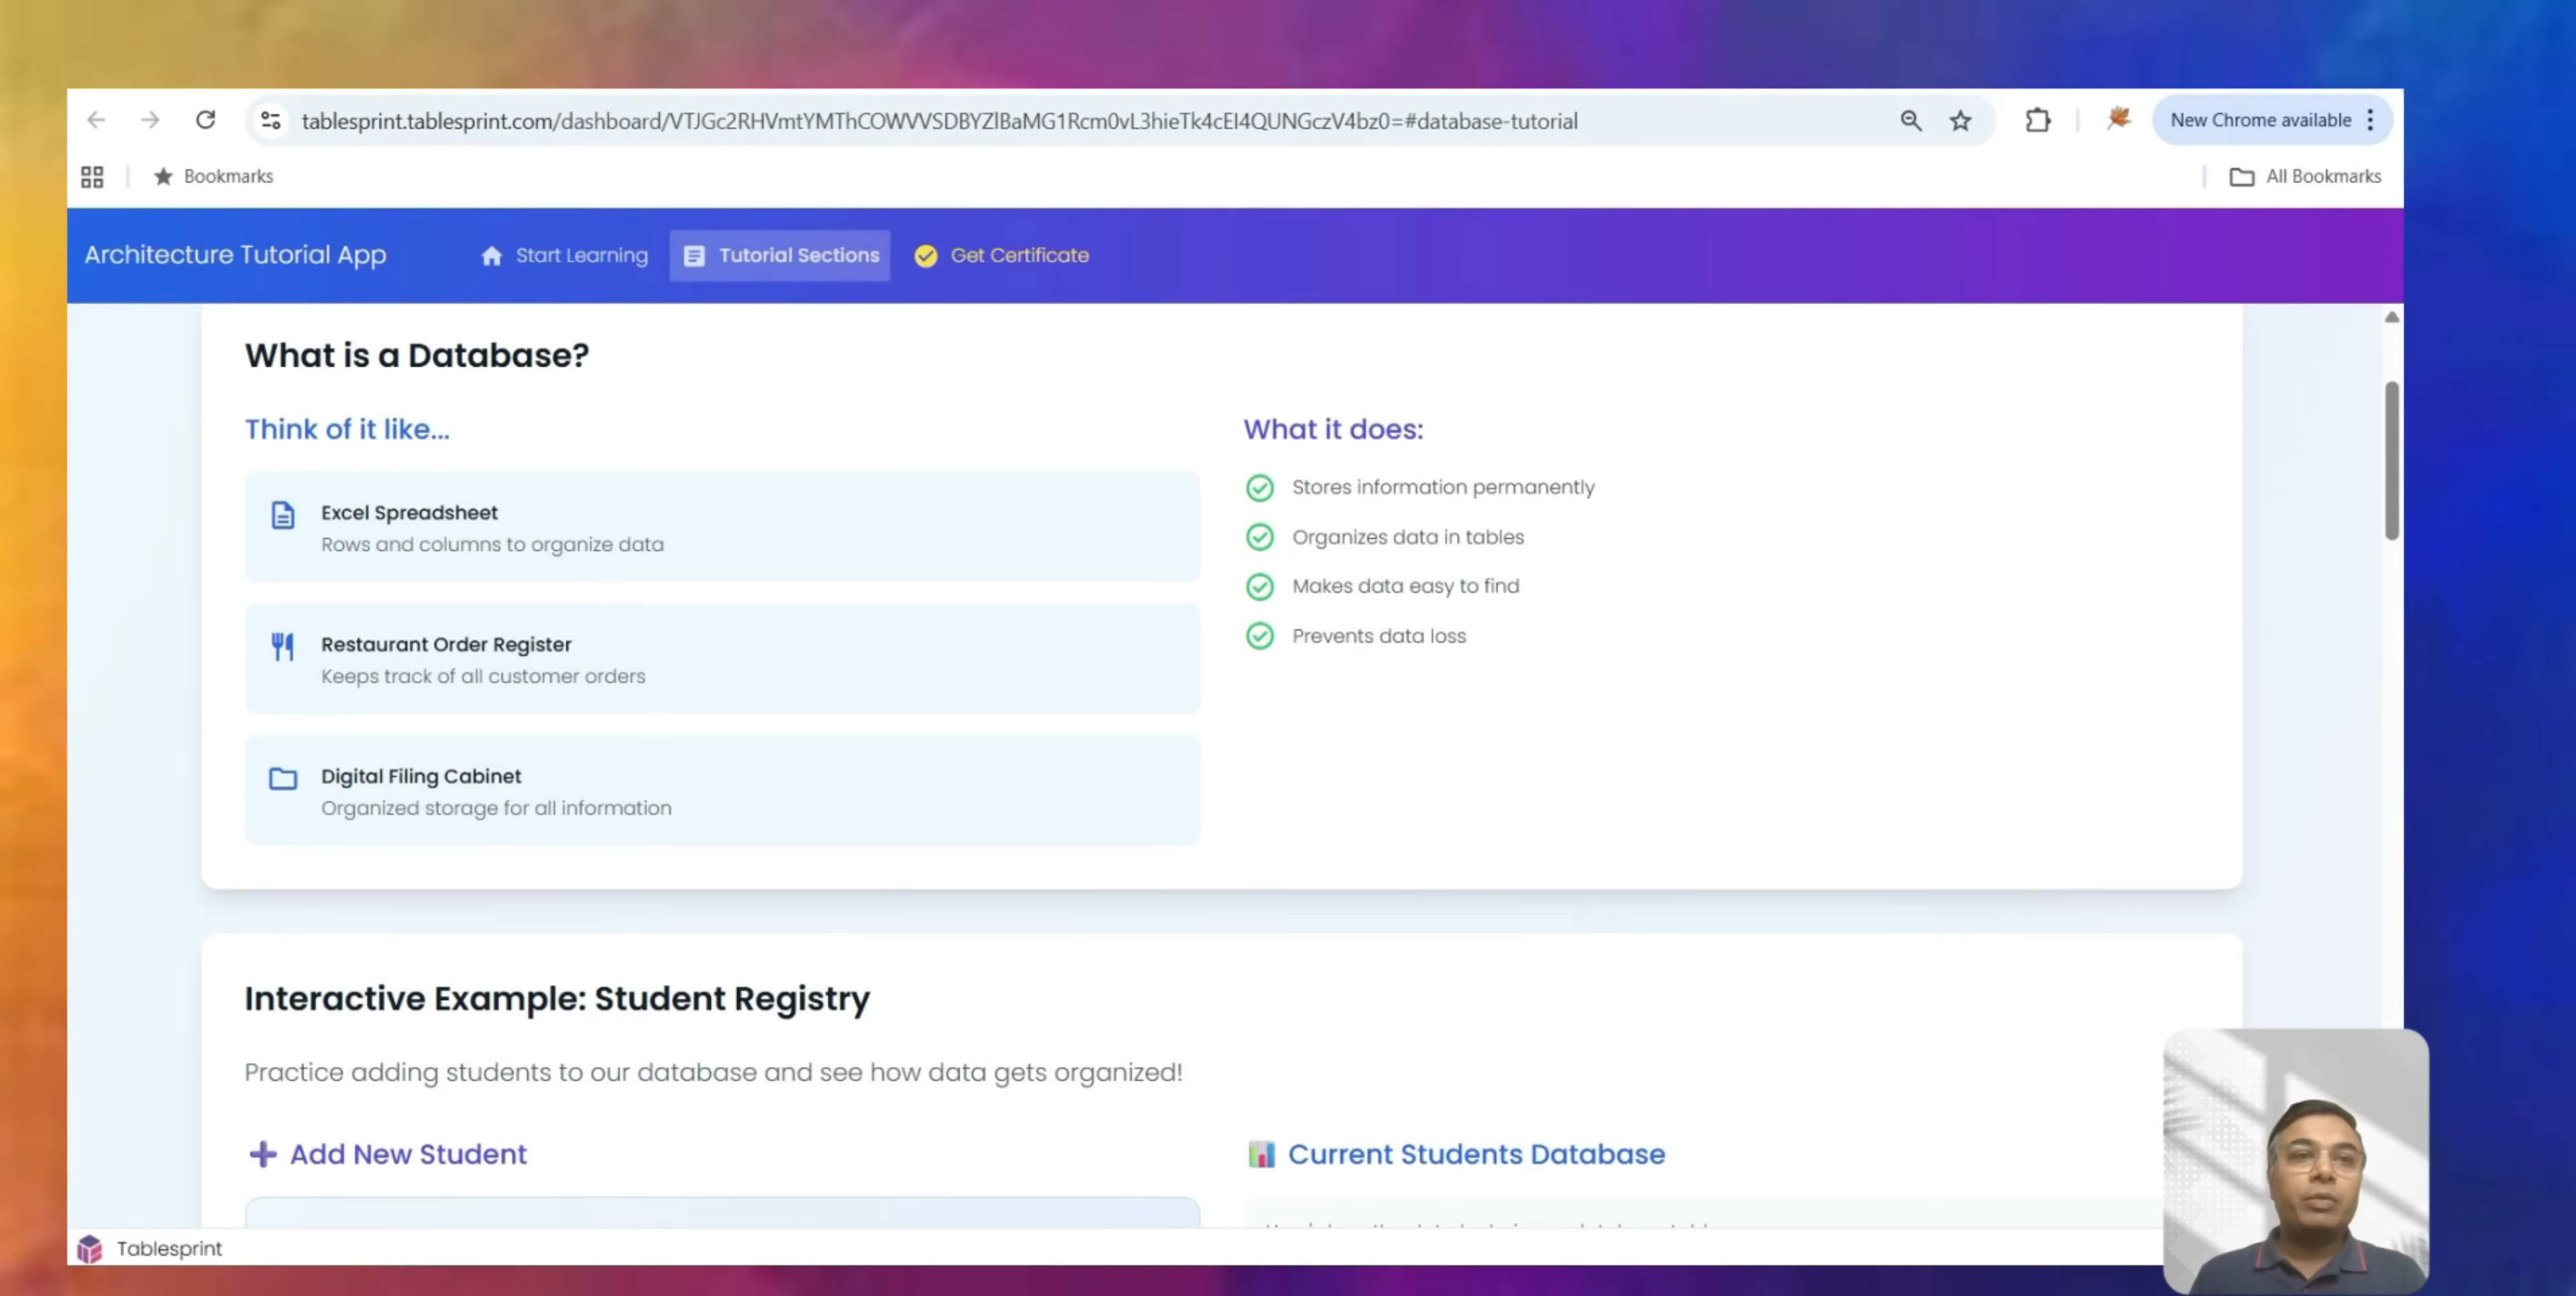 tablesprint.tablesprint.com/dashboard/VTJGc2RHVmtYMThCOWVVSDBYZlBaMG1Rcm0vL3hieTk4cEI4QUNGczV4bz0=#database-tutorial
New Chrome available
Bookmarks
All Bookmarks
Architecture Tutorial App
Start Learning
Tutorial Sections
Get Certificate
What is a Database?
Think of it like...
Excel Spreadsheet
Rows and columns to organize data
Restaurant Order Register
Keeps track of all customer orders
Digital Filing Cabinet
Organized storage for all information
What it does:
Stores information permanently
Organizes data in tables
Makes data easy to find
Prevents data loss
Interactive Example: Student Registry
Practice adding students to our database and see how data gets organized!
Add New Student
Current Students Database
Tablesprint